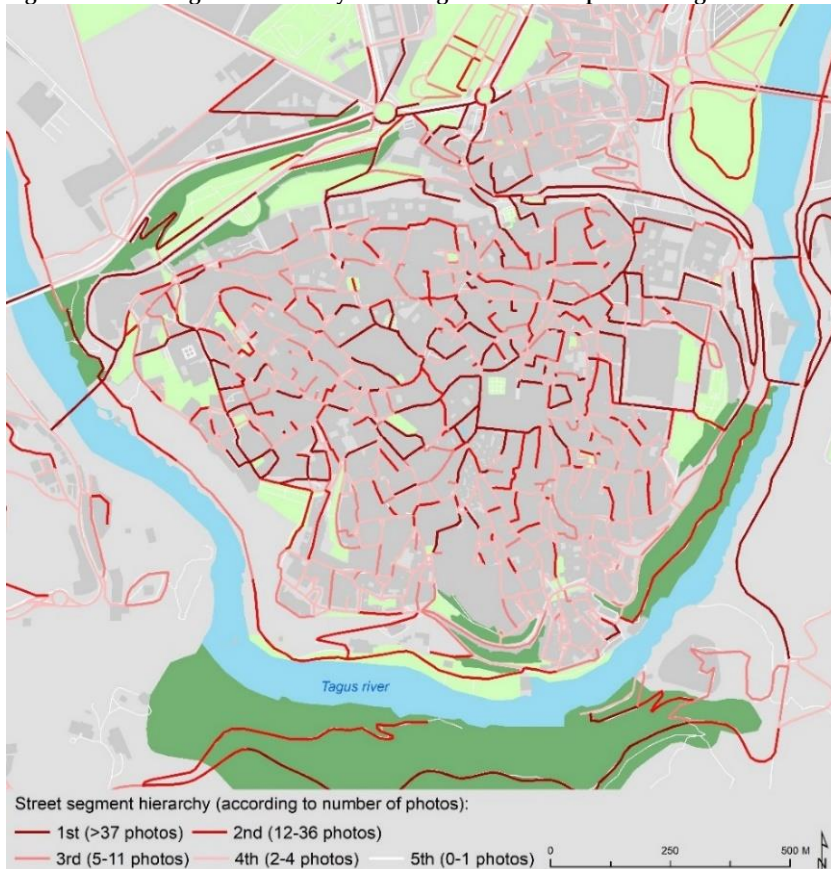 Tagus river
Street segment hierarchy (according to number of photos):
1st (>37 photos) 2nd (12-36 photos)
3rd (5-11 photos) 4th (2-4 photos) 5th (0-1 photos)
0 250 500 M
N